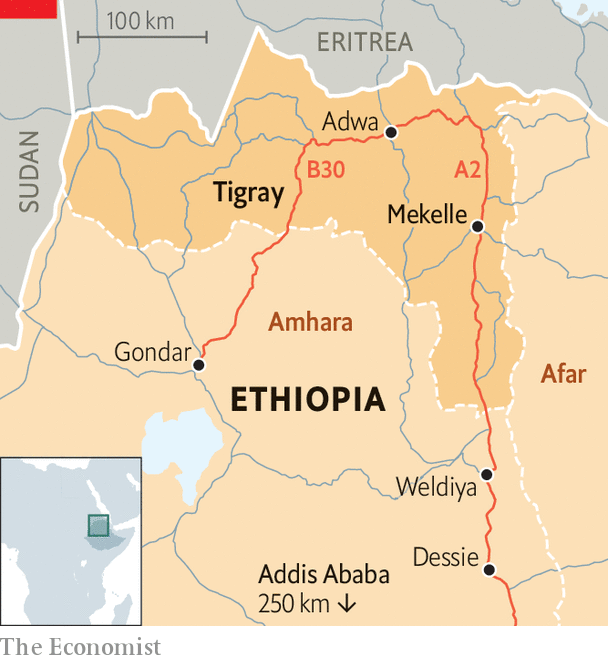 100 km
ERITREA
SUDAN
Adwa
B30
A2
Tigray
Mekelle
Amhara
Gondar
Afar
ETHIOPIA
Weldiya
Dessie
Addis Ababa
250 km ↓
The Economist